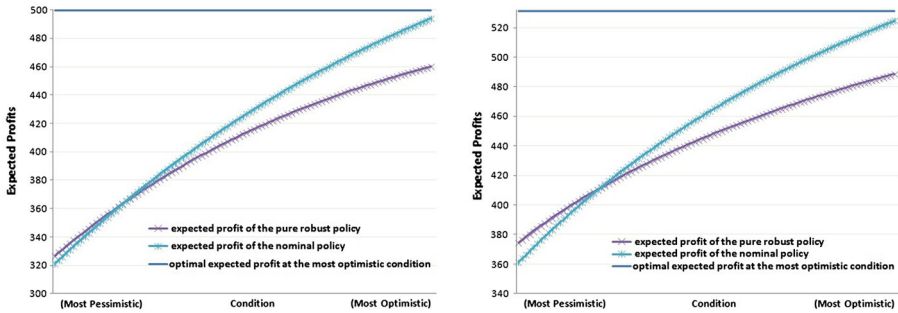 500
480
460
440
420
400
380
360
340
320
300
Expected Profits
expected profit of the pure robust policy
expected profit of the nominal policy
optimal expected profit at the most optimistic condition
(Most Pessimistic) Condition (Most Optimistic)
520
500
480
460
440
420
400
380
360
340
Expected Profits
expected profit of the pure robust policy
expected profit of the nominal policy
optimal expected profit at the most optimistic condition
(Most Pessimistic) Condition (Most Optimistic)